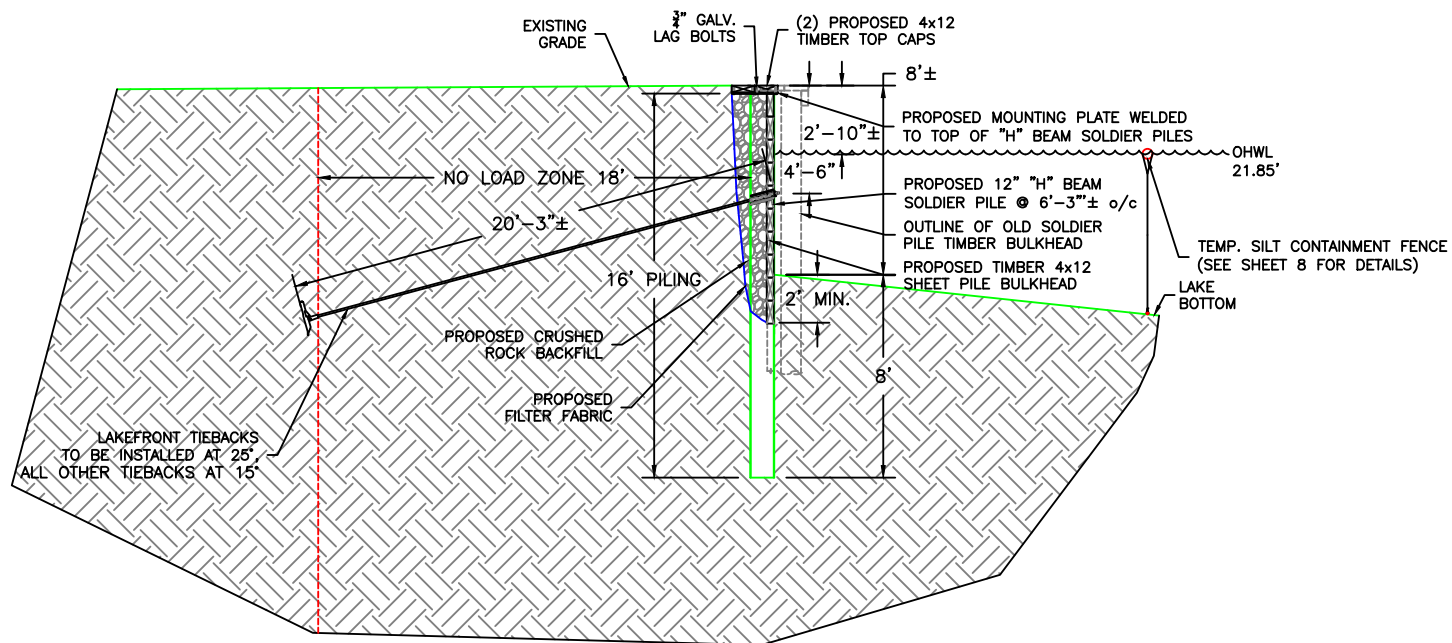 EXISTING
GRADE
3/4" GALV.
LAG BOLTS
(2) PROPOSED 4x12
TIMBER TOP CAPS
8'±
PROPOSED MOUNTING PLATE WELDED
TO TOP OF "H" BEAM SOLDIER PILES
2'-10"±
OHWL
21.85'
4'-6"
NO LOAD ZONE 18'
PROPOSED 12" "H" BEAM
SOLDIER PILE @ 6'-3"± o/c
20'-3"±
OUTLINE OF OLD SOLDIER
PILE TIMBER BULKHEAD
TEMP. SILT CONTAINMENT FENCE
(SEE SHEET 8 FOR DETAILS)
PROPOSED TIMBER 4x12
SHEET PILE BULKHEAD
16' PILING
LAKE
BOTTOM
2' MIN.
PROPOSED CRUSHED
ROCK BACKFILL
8'
PROPOSED
FILTER FABRIC
LAKEFRONT TIEBACKS
TO BE INSTALLED AT 25°,
ALL OTHER TIEBACKS AT 15°